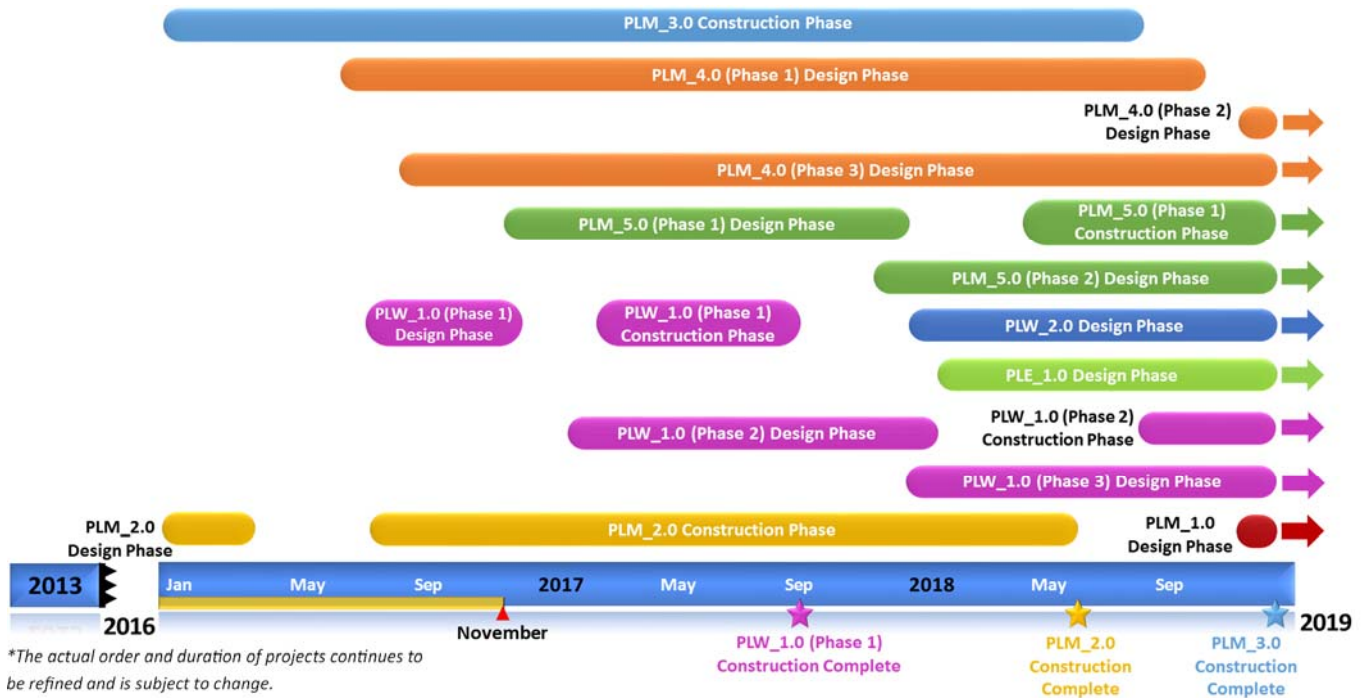 PLM_3.0 Construction Phase
PLM_4.0 (Phase 1) Design Phase
PLM_4.0 (Phase 2)
Design Phase
PLM_4.0 (Phase 3) Design Phase
PLM_5.0 (Phase 1) Design Phase
PLM_5.0 (Phase 1)
Construction Phase
PLM_5.0 (Phase 2) Design Phase
PLW_1.0 (Phase 1)
Design Phase
PLW_1.0 (Phase 1)
Construction Phase
PLW_2.0 Design Phase
PLE_1.0 Design Phase
PLW_1.0 (Phase 2) Design Phase
PLW_1.0 (Phase 2)
Construction Phase
PLW_1.0 (Phase 3) Design Phase
PLM_2.0
Design Phase
PLM_2.0 Construction Phase
PLM_1.0
Design Phase
2013
Jan May Sep 2017 May Sep 2018 May Sep
2016
November
2019
PLW_1.0 (Phase 1)
Construction Complete
PLM_2.0
Construction
Complete
PLM_3.0
Construction
Complete
*The actual order and duration of projects continues to
be refined and is subject to change.